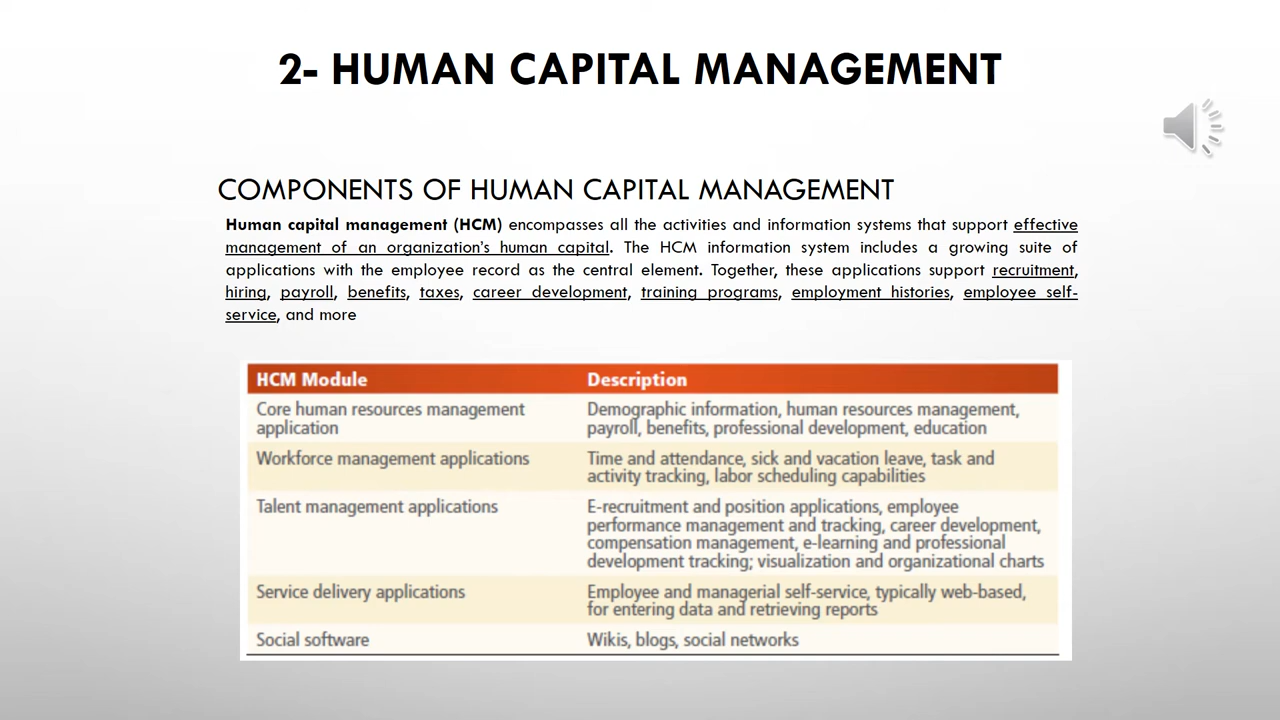 2- HUMAN CAPITAL MANAGEMENT
COMPONENTS OF HUMAN CAPITAL MANAGEMENT
Human capital management (HCM) encompasses all the activities and information systems that support effective
management of an organization's human capital. The HCM information system includes a growing suite of
applications with the employee record as the central element. Together, these applications support recruitment,
hiring, payroll, benefits, taxes, career development, training programs, employment histories, employee self-
service, and more
HCM Module Description
Core human resources management Demographic information, human resources management,
application payroll, benefits, professional development, education
Workforce management applications Time and attendance, sick and vacation leave, task and
activity tracking, labor scheduling capabilities
Talent management applications E-recruitment and position applications, employee
performance management and tracking, career development,
compensation management, e-learning and professional
development tracking; visualization and organizational charts
Service delivery applications Employee and managerial self-service, typically web-based,
for entering data and retrieving reports
Social software Wikis, blogs, social networks